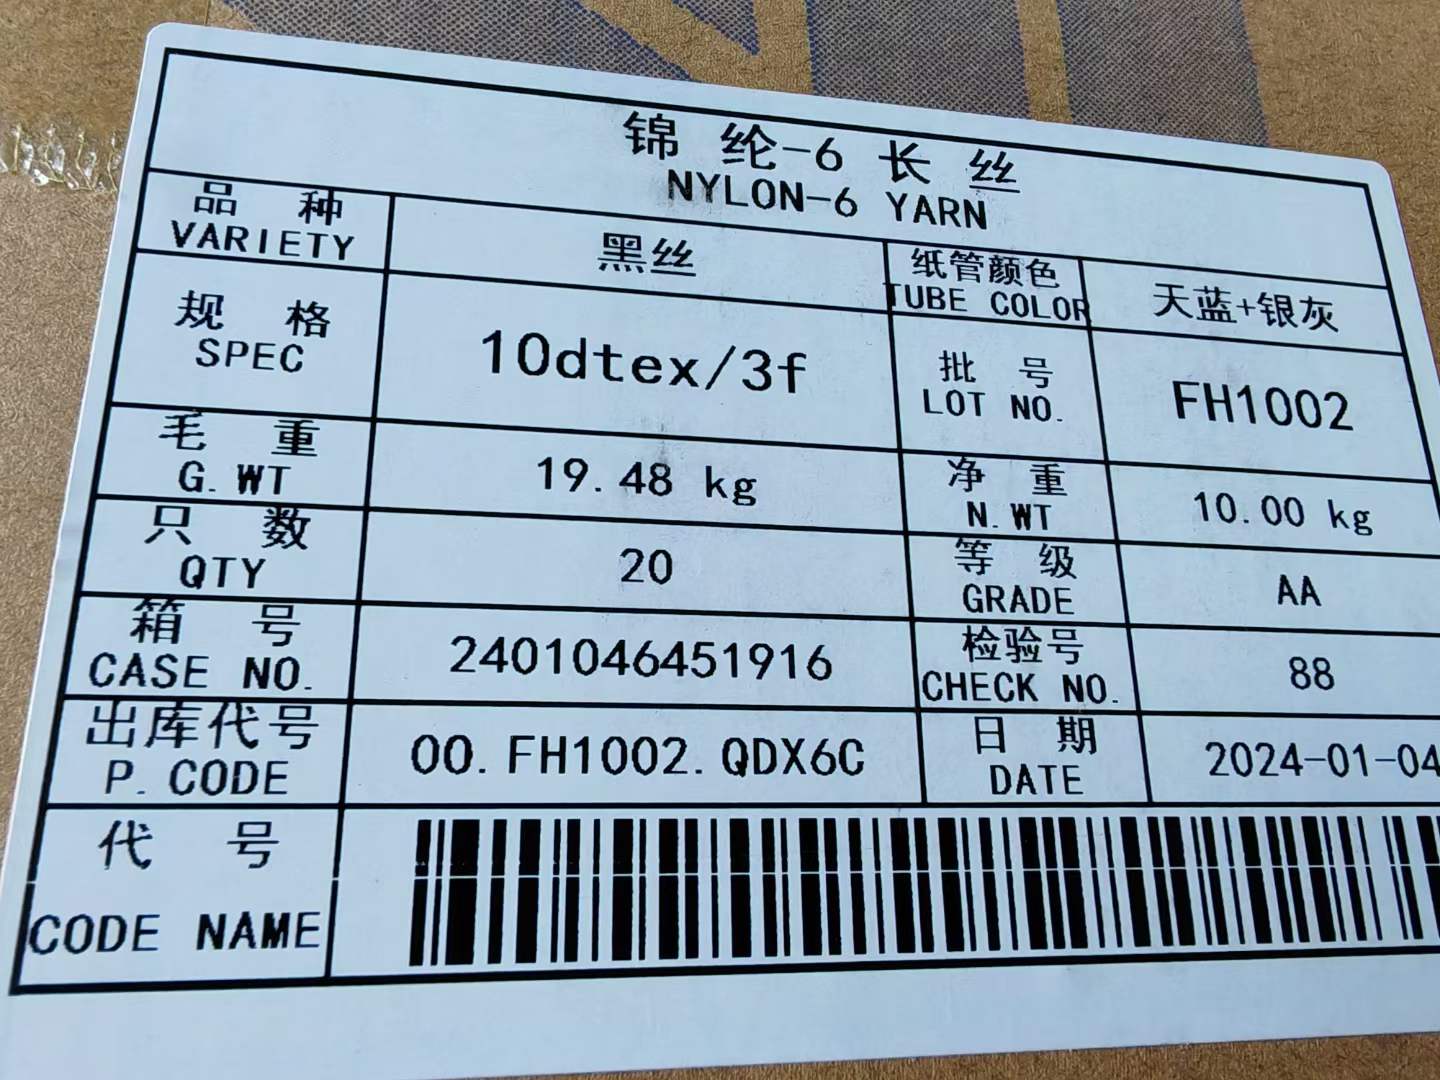 锦 纶-6 长 丝
NYLON-6 YARN
品 种
VARIETY
黑丝
纸管颜色
TUBE COLOR
天蓝+银灰
规 格
SPEC
10dtex/3f
批 号
LOT NO.
FH1002
毛 重
G.WT
19.48 kg
净 重
N.WT
10.00 kg
只 数
QTY
20
等 级
GRADE
AA
箱 号
CASE NO.
2401046451916
检验号
CHECK NO.
88
出库代号
P.CODE
00.FH1002.QDX6C
日 期
DATE
2024-01-04
代 号
CODE NAME